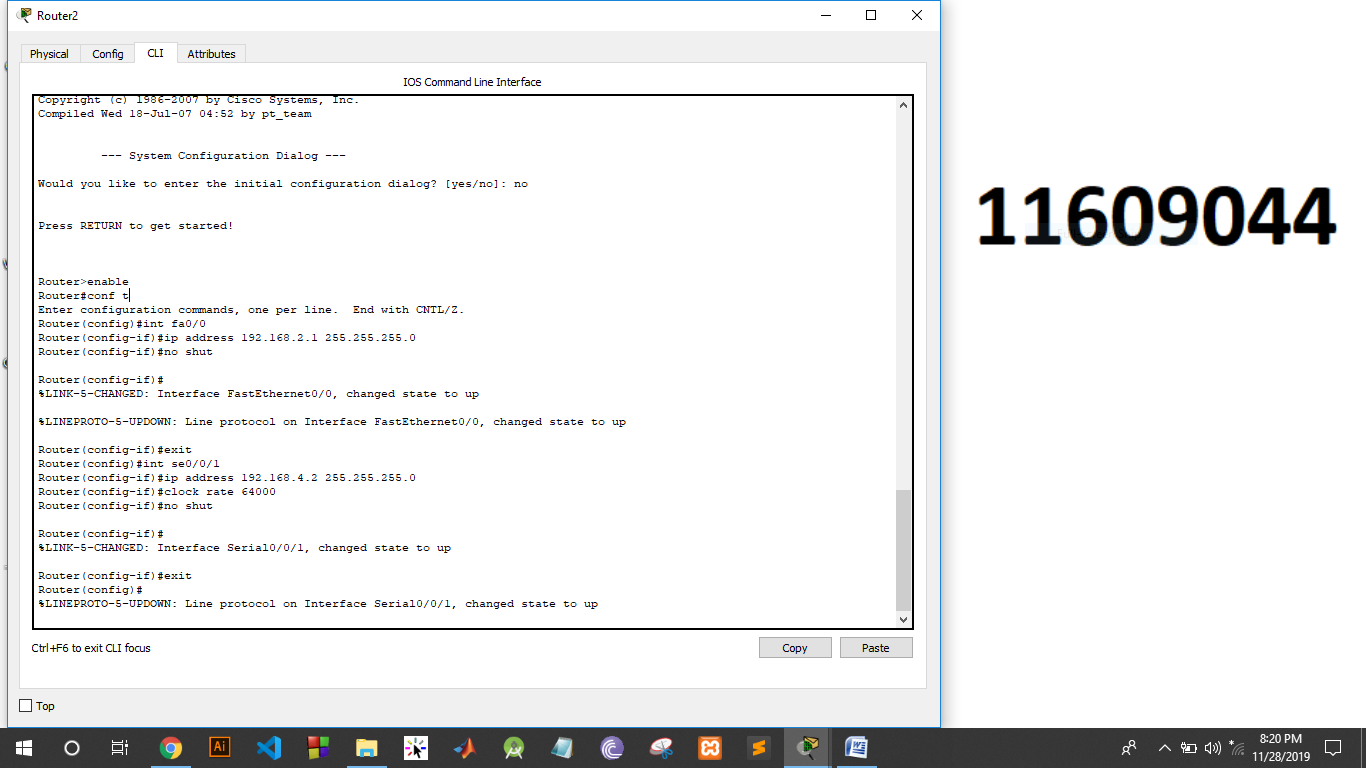 Router2
Physical
Config
CLI
Attributes
IOS Command Line Interface
Copyright (c) 1986-2007 by Cisco Systems, Inc.
Compiled Wed 18-Jul-07 04:52 by pt_team
--- System Configuration Dialog ---
Would you like to enter the initial configuration dialog? [yes/no]: no
Press RETURN to get started!
Router>enable
Router#conf t
Enter configuration commands, one per line.  End with CNTL/Z.
Router(config)#int fa0/0
Router(config-if)#ip address 192.168.2.1 255.255.255.0
Router(config-if)#no shut
Router(config-if)#
%LINK-5-CHANGED: Interface FastEthernet0/0, changed state to up
%LINEPROTO-5-UPDOWN: Line protocol on Interface FastEthernet0/0, changed state to up
Router(config-if)#exit
Router(config)#int se0/0/1
Router(config-if)#ip address 192.168.4.2 255.255.255.0
Router(config-if)#clock rate 64000
Router(config-if)#no shut
Router(config-if)#
%LINK-5-CHANGED: Interface Serial0/0/1, changed state to up
Router(config-if)#exit
Router(config)#
%LINEPROTO-5-UPDOWN: Line protocol on Interface Serial0/0/1, changed state to up
Ctrl+F6 to exit CLI focus
Copy
Paste
Top
11609044
Ai
8:20 PM
11/28/2019